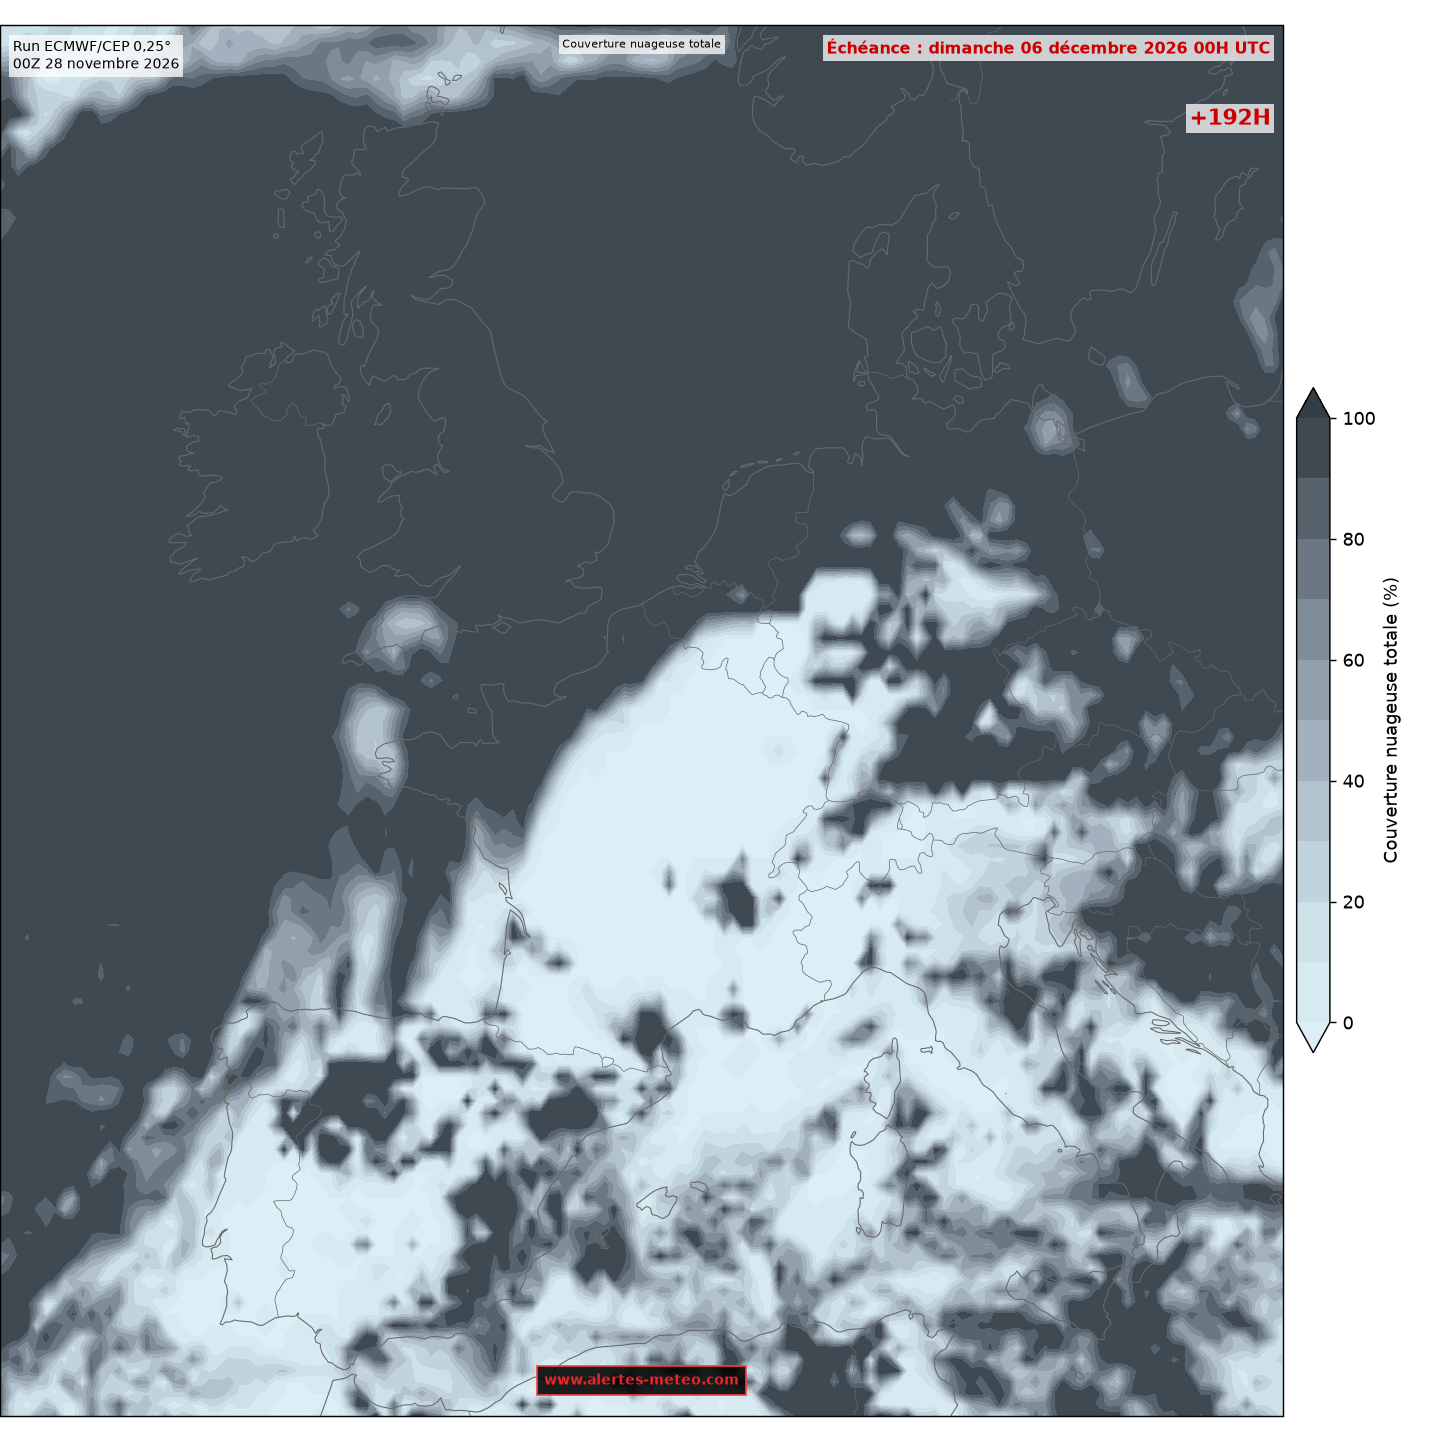 Run ECMWF/CEP 0,25°
00Z 28 novembre 2026
Couverture nuageuse totale
Échéance : dimanche 06 décembre 2026 00H UTC
+192H
100
80
60
40
20
0
Couverture nuageuse totale (%)
www.alertes-meteo.com